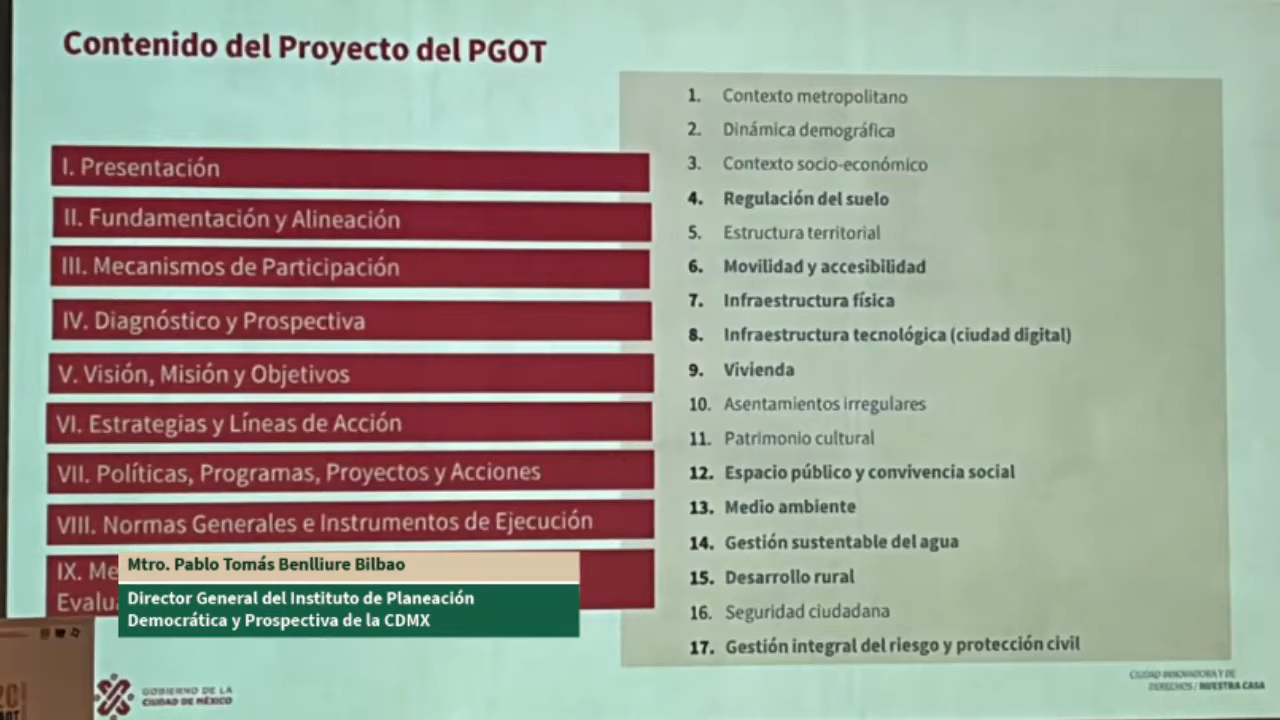 Contenido del Proyecto del PGOT
I. Presentación
II. Fundamentación y Alineación
III. Mecanismos de Participación
IV. Diagnóstico y Prospectiva
V. Visión, Misión y Objetivos
VI. Estrategias y Líneas de Acción
VII. Políticas, Programas, Proyectos y Acciones
VIII. Normas Generales e Instrumentos de Ejecución
IX. Me
Evalua
1. Contexto metropolitano
2. Dinámica demográfica
3. Contexto socio-económico
4. Regulación del suelo
5. Estructura territorial
6. Movilidad y accesibilidad
7. Infraestructura física
8. Infraestructura tecnológica (ciudad digital)
9. Vivienda
10. Asentamientos irregulares
11. Patrimonio cultural
12. Espacio público y convivencia social
13. Medio ambiente
14. Gestión sustentable del agua
15. Desarrollo rural
16. Seguridad ciudadana
17. Gestión integral del riesgo y protección civil
Mtro. Pablo Tomás Benlliure Bilbao
Director General del Instituto de Planeación
Democrática y Prospectiva de la CDMX
GOBIERNO DE LA
CIUDAD DE MÉXICO
CIUDAD INNOVADORA Y DE
DERECHOS / NUESTRA CASA